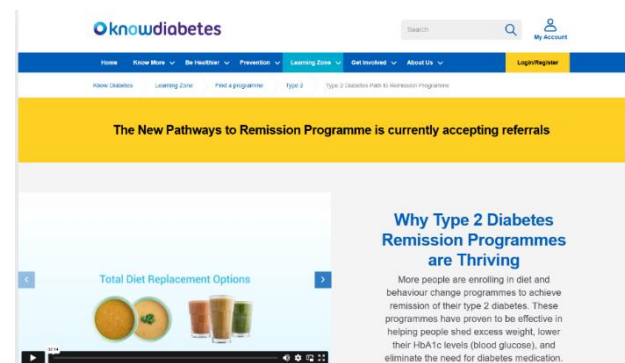 knowdiabetes
Search
My Account
Home Know More Be Healthier Prevention Learning Zone Get Involved About Us Login/Register
Know Diabetes Learning Zone Find a programme Type 2 Type 2 Diabetes Path to Remission Programme
The New Pathways to Remission Programme is currently accepting referrals
Total Diet Replacement Options
Why Type 2 Diabetes
Remission Programmes
are Thriving
More people are enrolling in diet and
behaviour change programmes to achieve
remission of their type 2 diabetes. These
programmes have proven to be effective in
helping people shed excess weight, lower
their HbA1c levels (blood glucose), and
eliminate the need for diabetes medication.